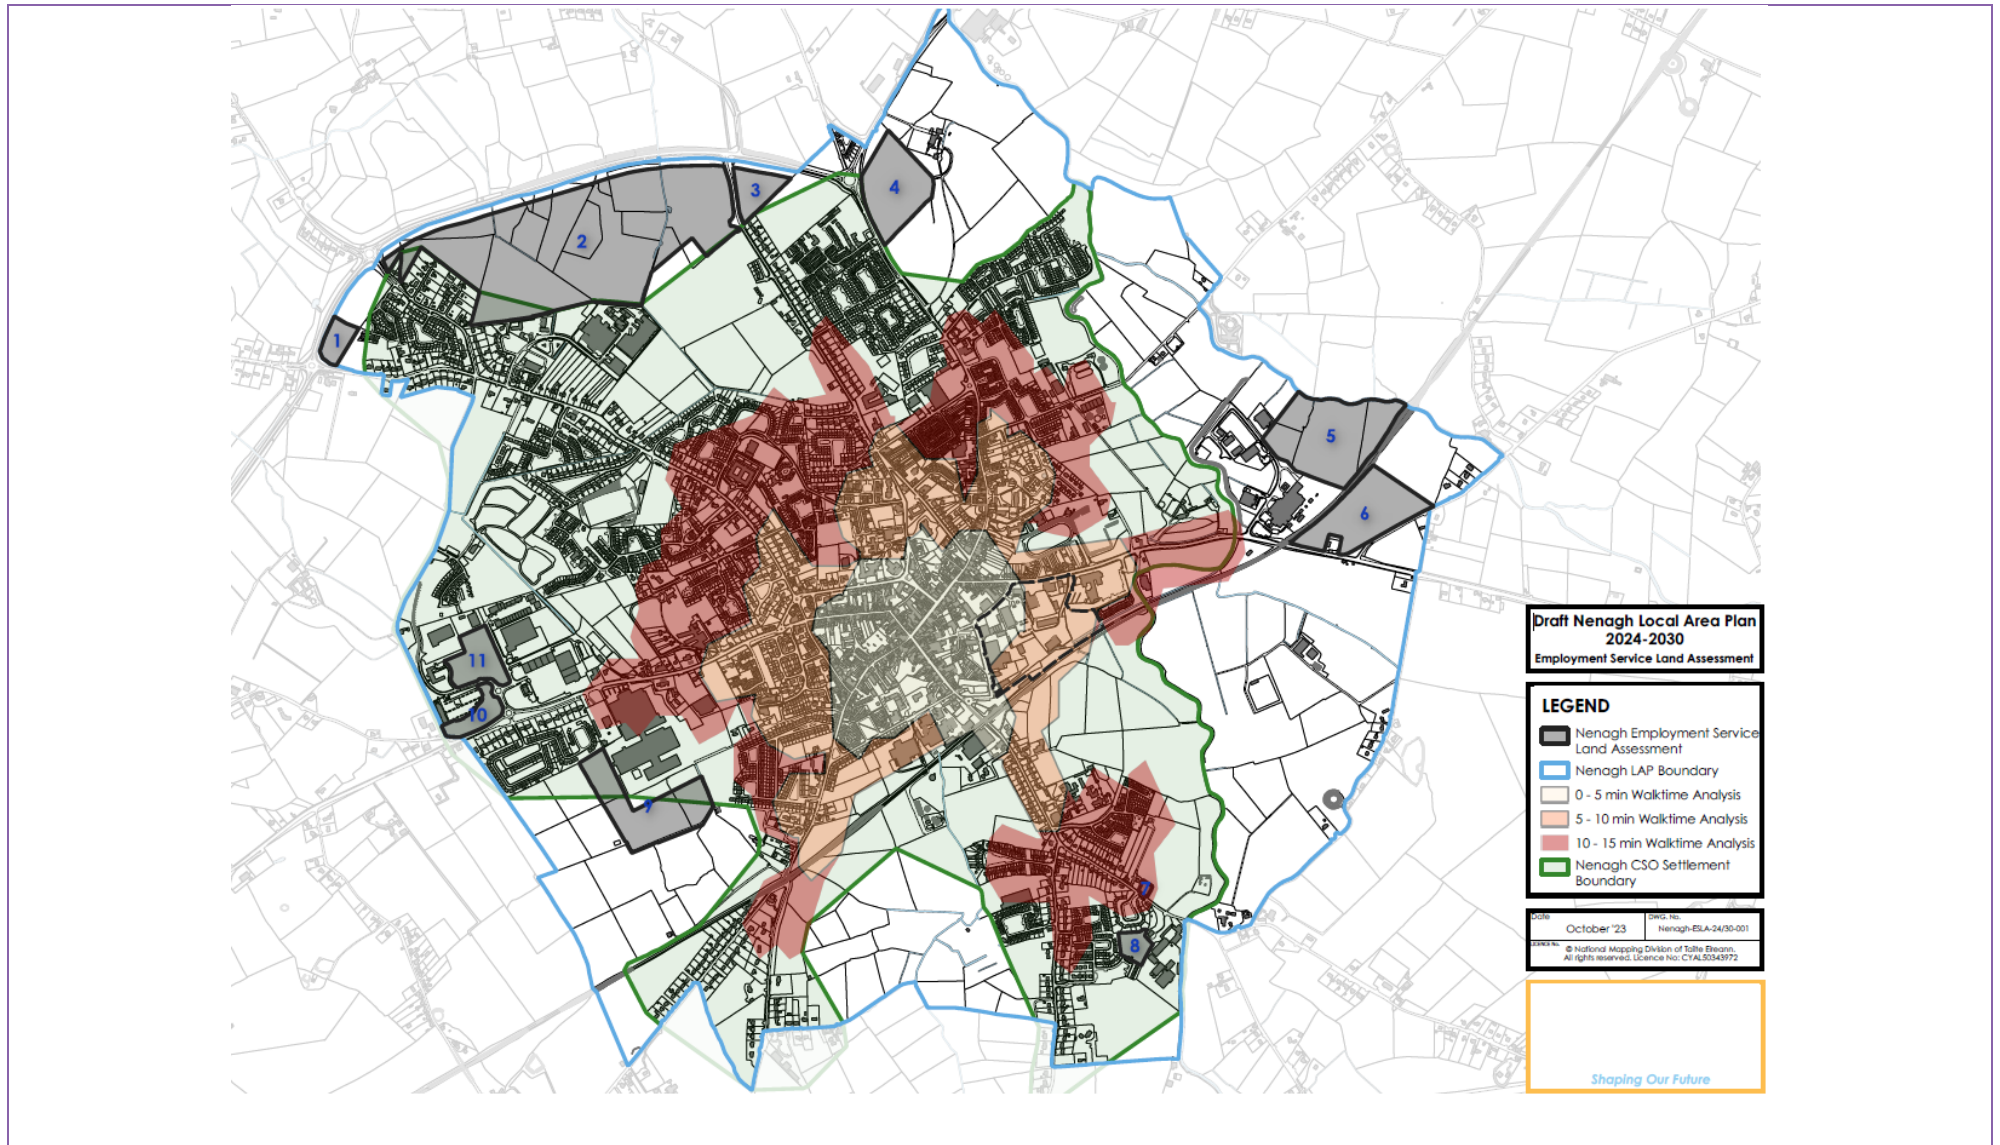 3
4
2
1
5
6
11
10
9
7
8
Draft Nenagh Local Area Plan
2024-2030
Employment Service Land Assessment
LEGEND
Nenagh Employment Service
Land Assessment
Nenagh LAP Boundary
0 - 5 min Walktime Analysis
5 - 10 min Walktime Analysis
10 - 15 min Walktime Analysis
Nenagh CSO Settlement
Boundary
Date
October '23
DWG. No.
Nenagh-ESLA-24/30-001
LICENCE No.
© National Mapping Division of Tailte Éireann.
All rights reserved. Licence No: CYAL50343972
Shaping Our Future